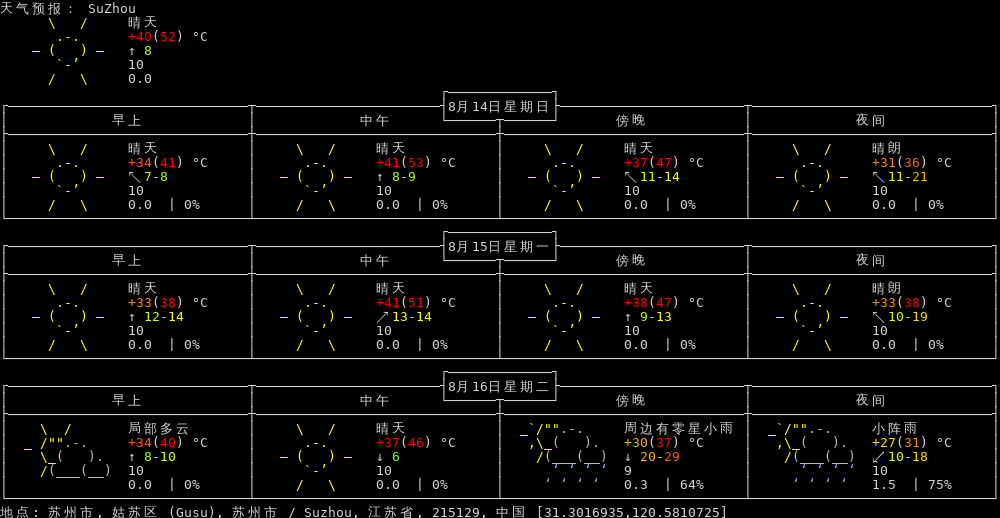 天气预报: SuZhou
晴天
+40(52) °C
↑ 8
10
0.0
8月14日星期日
早上 中午 傍晚 夜间
晴天 晴天 晴天 晴朗
+34(41) °C +41(53) °C +37(47) °C +31(36) °C
↖ 7-8 ↑ 8-9 ↖ 11-14 ↖ 11-21
10 10 10 10
0.0 | 0% 0.0 | 0% 0.0 | 0% 0.0 | 0%
8月15日星期一
早上 中午 傍晚 夜间
晴天 晴天 晴天 晴朗
+33(38) °C +41(51) °C +38(47) °C +33(38) °C
↑ 12-14 ↗ 13-14 ↑ 9-13 ↖ 10-19
10 10 10 10
0.0 | 0% 0.0 | 0% 0.0 | 0% 0.0 | 0%
8月16日星期二
早上 中午 傍晚 夜间
局部多云 晴天 周边有零星小雨 小阵雨
+34(40) °C +37(46) °C +30(37) °C +27(31) °C
↑ 8-10 ↓ 6 ↓ 20-29 ↙ 10-18
10 10 9 10
0.0 | 0% 0.0 | 0% 0.3 | 64% 1.5 | 75%
地点: 苏州市, 姑苏区 (Gusu), 苏州市 / Suzhou, 江苏省, 215129, 中国 [31.3016935,120.5810725]